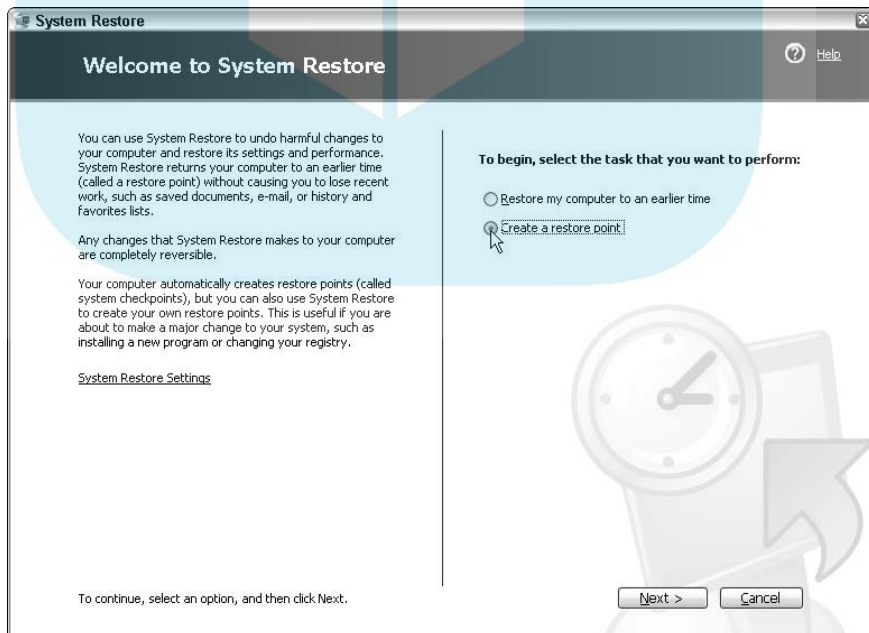 System Restore
Welcome to System Restore
Help
You can use System Restore to undo harmful changes to
your computer and restore its settings and performance.
System Restore returns your computer to an earlier time
(called a restore point) without causing you to lose recent
work, such as saved documents, e-mail, or history and
favorites lists.
Any changes that System Restore makes to your computer
are completely reversible.
Your computer automatically creates restore points (called
system checkpoints), but you can also use System Restore
to create your own restore points. This is useful if you are
about to make a major change to your system, such as
installing a new program or changing your registry.
System Restore Settings
To begin, select the task that you want to perform:
Restore my computer to an earlier time
Create a restore point
To continue, select an option, and then click Next.
Next >
Cancel